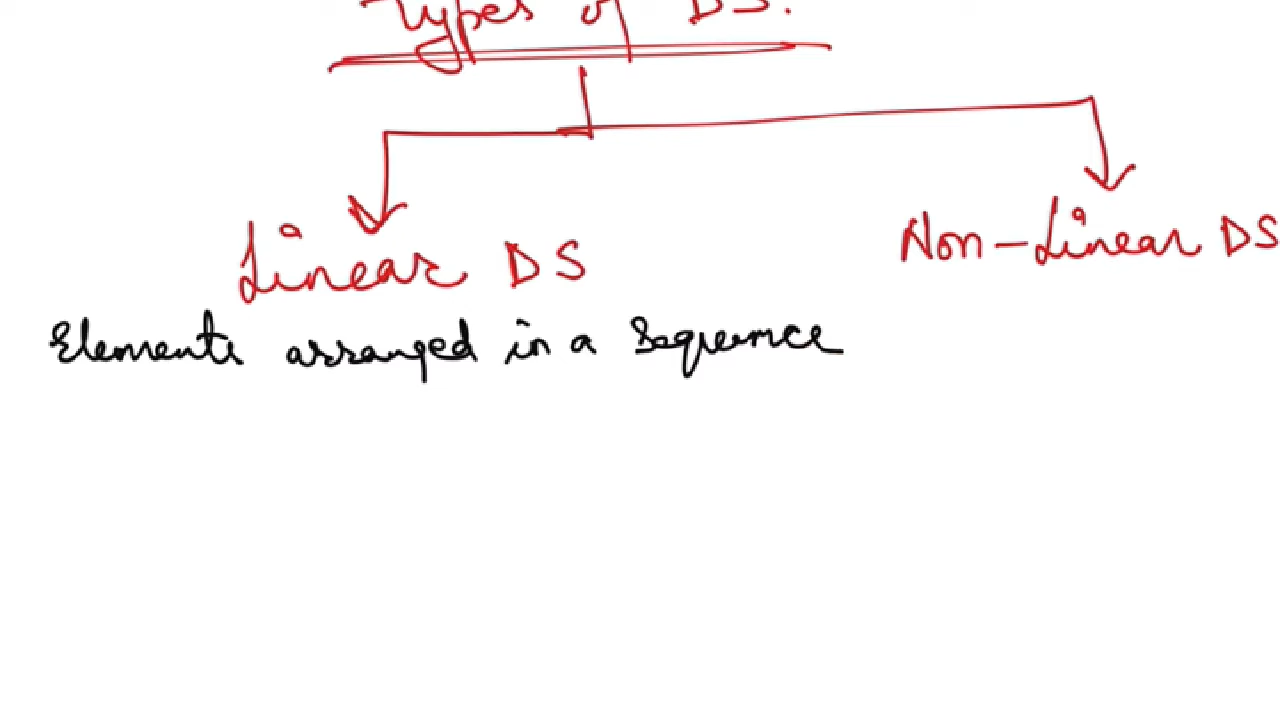 Types of DS.
Linear DS
Non-Linear DS
Elements arranged in a Sequence